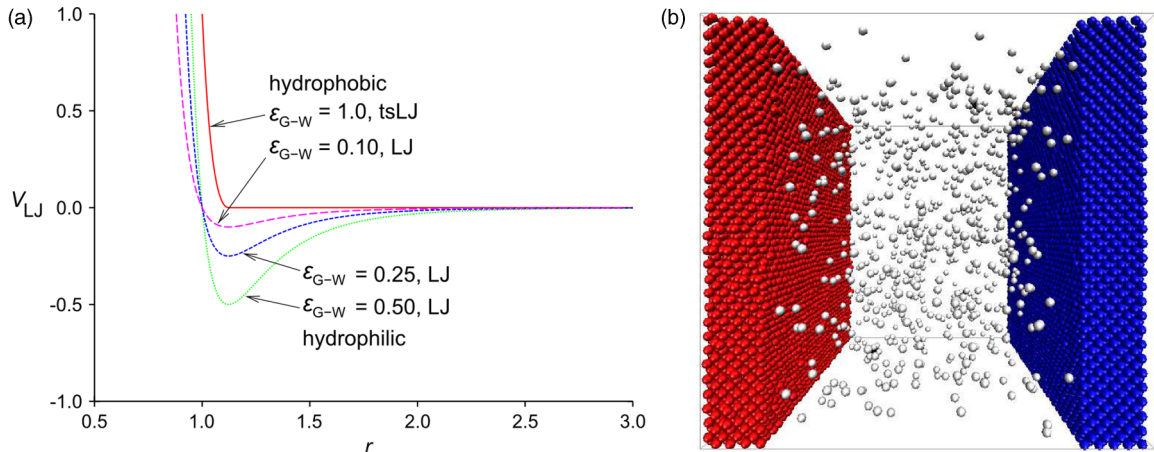 (a)
1.0
0.5
0.0
-0.5
-1.0
V_LJ
hydrophobic
ε_G−W = 1.0, tsLJ
ε_G−W = 0.10, LJ
ε_G−W = 0.25, LJ
ε_G−W = 0.50, LJ
hydrophilic
0.5 1.0 1.5 2.0 2.5 3.0
r
(b)